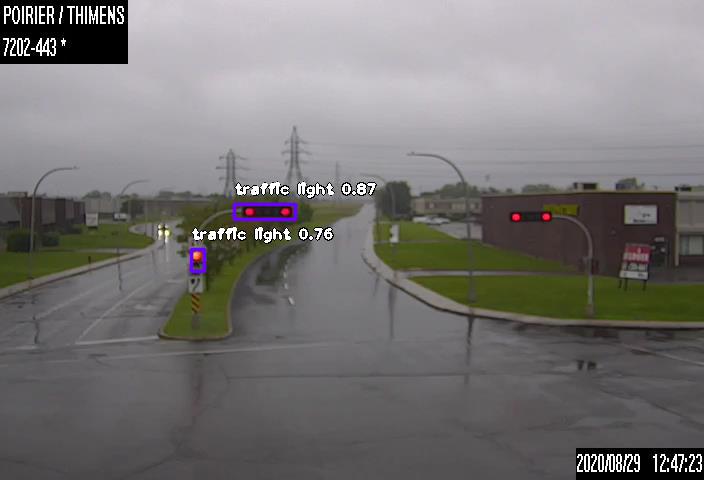 POIRIER / THIMENS
7202-443 *
traffic light 0.87
traffic light 0.76
2020/08/29 12:47:23